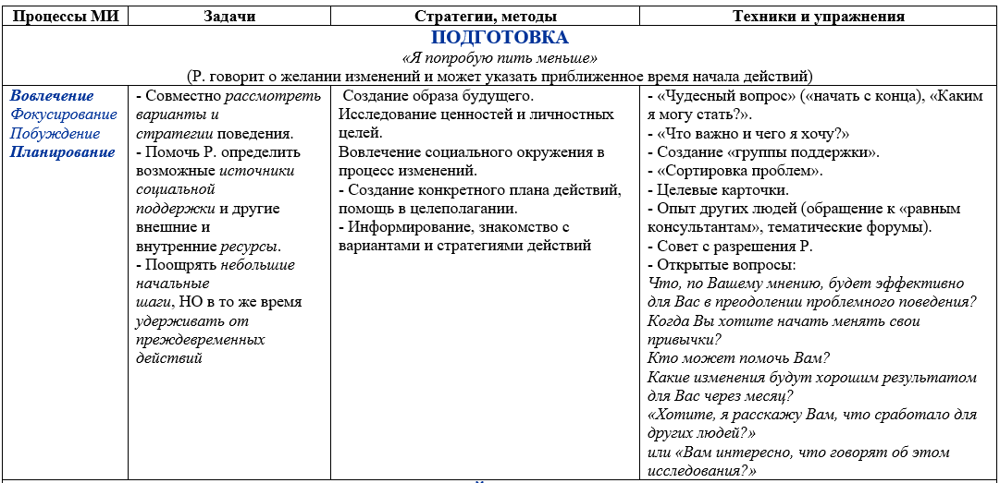 Процессы МИ
Задачи
Стратегии, методы
Техники и упражнения
ПОДГОТОВКА
«Я попробую пить меньше»
(Р. говорит о желании изменений и может указать приближенное время начала действий)
Вовлечение
Фокусирование
Побуждение
Планирование
- Совместно рассмотреть
варианты и
стратегии поведения.
- Помочь Р. определить
возможные источники
социальной
поддержки и другие
внешние и
внутренние ресурсы.
- Поощрять небольшие
начальные
шаги, НО в то же время
удерживать от
преждевременных
действий
Создание образа будущего.
Исследование ценностей и личностных
целей.
Вовлечение социального окружения в
процесс изменений.
- Создание конкретного плана действий,
помощь в целеполагании.
- Информирование, знакомство с
вариантами и стратегиями действий
- «Чудесный вопрос» («начать с конца), «Каким
я могу стать?».
- «Что важно и чего я хочу?»
- Создание «группы поддержки».
- «Сортировка проблем».
- Целевые карточки.
- Опыт других людей (обращение к «равным
консультантам», тематические форумы).
- Совет с разрешения Р.
- Открытые вопросы:
Что, по Вашему мнению, будет эффективно
для Вас в преодолении проблемного поведения?
Когда Вы хотите начать менять свои
привычки?
Кто может помочь Вам?
Какие изменения будут хорошим результатом
для Вас через месяц?
«Хотите, я расскажу Вам, что сработало для
других людей?»
или «Вам интересно, что говорят об этом
исследования?»